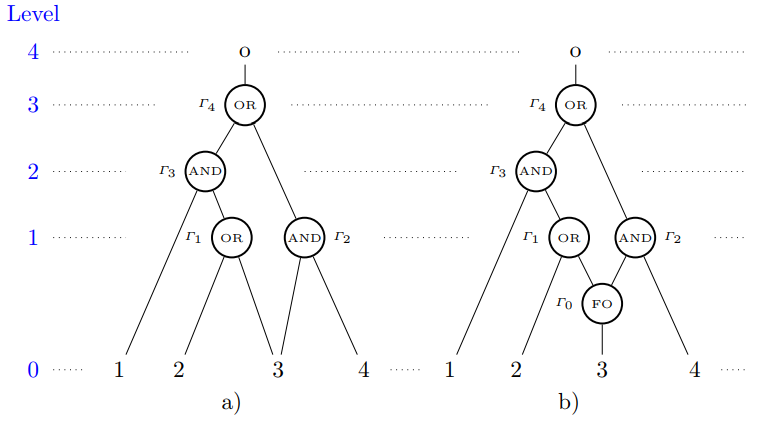 Level
4 O O
3 Γ4 OR Γ4 OR
2 Γ3 AND Γ3 AND
1 Γ1 OR AND Γ2 Γ1 OR AND Γ2
Γ0 FO
0 1 2 3 4 1 2 3 4
a) b)